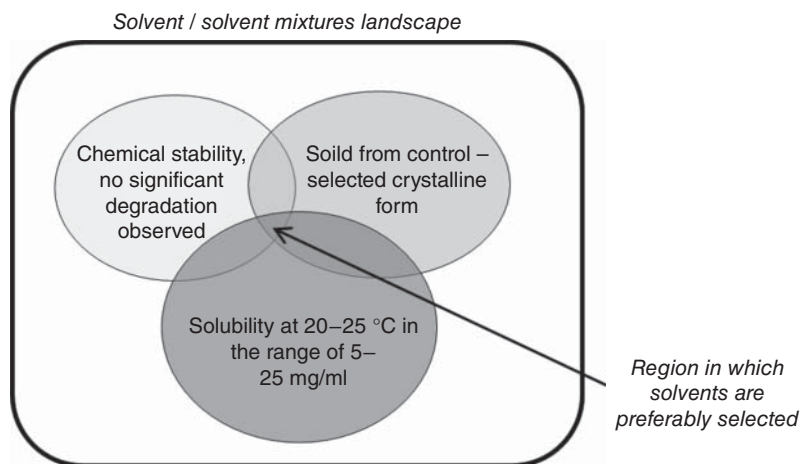 Solvent / solvent mixtures landscape
Chemical stability,
no significant
degradation
observed
Soild from control –
selected crystalline
form
Solubility at 20–25 °C in
the range of 5–
25 mg/ml
Region in which
solvents are
preferably selected